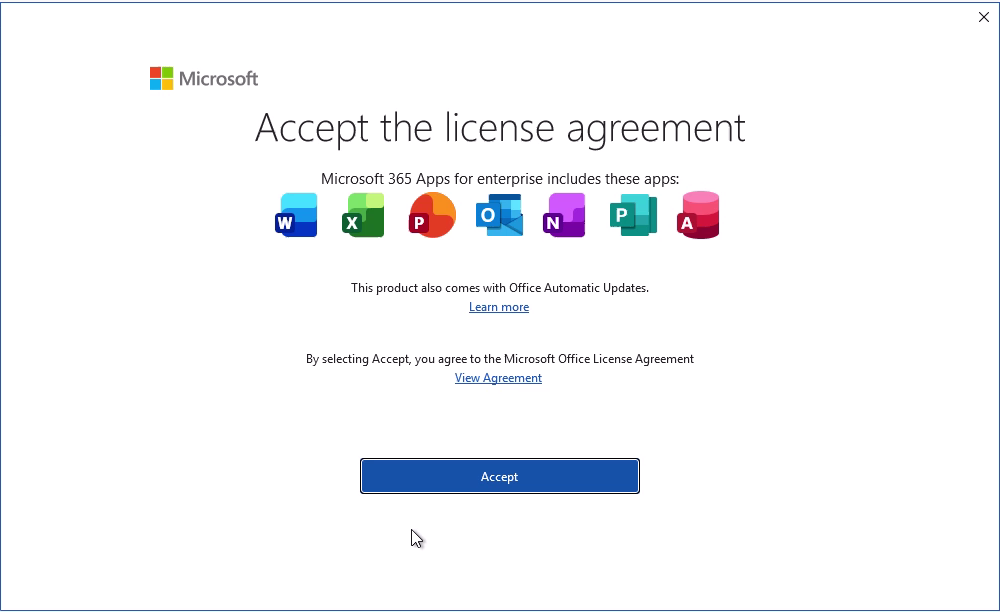 Microsoft
Accept the license agreement
Microsoft 365 Apps for enterprise includes these apps:
W X P O N P A
This product also comes with Office Automatic Updates.
Learn more
By selecting Accept, you agree to the Microsoft Office License Agreement
View Agreement
Accept